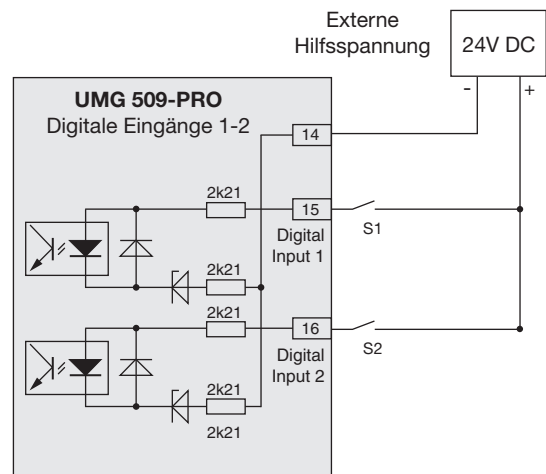 Externe
Hilfsspannung
24V DC
- +
UMG 509-PRO
Digitale Eingänge 1-2
14
2k21
15
S1
Digital
Input 1
2k21
2k21
16
S2
Digital
Input 2
2k21
2k21